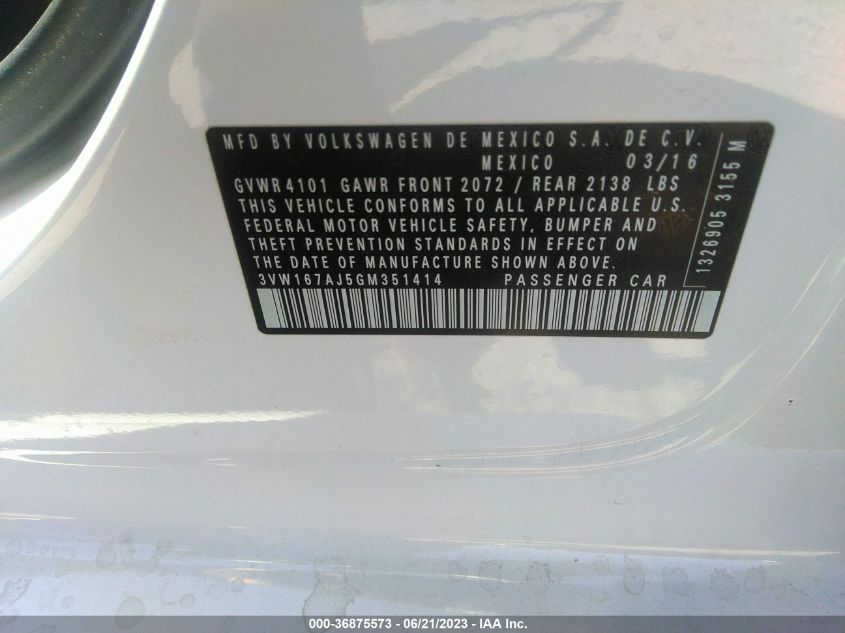 MFD BY VOLKSWAGEN DE MEXICO S.A. DE C.V.
MEXICO 03/16
GVWR 4101 GAWR FRONT 2072 / REAR 2138 LBS
THIS VEHICLE CONFORMS TO ALL APPLICABLE U.S.
FEDERAL MOTOR VEHICLE SAFETY, BUMPER AND
THEFT PREVENTION STANDARDS IN EFFECT ON
THE DATE OF MANUFACTURE SHOWN ABOVE.
3VW167AJ5GM351414 PASSENGER CAR
1326905 3155 M
000-36875573 / 06/21/2023 - IAA Inc.